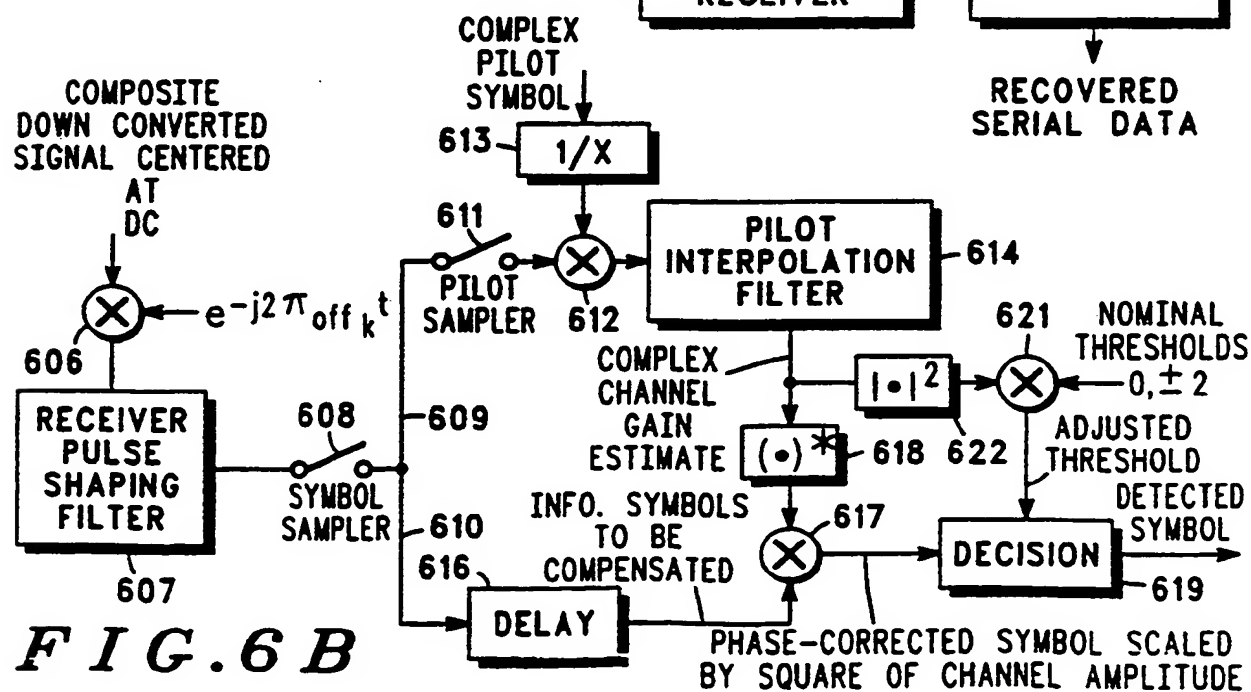 RECEIVER
RECOVERED
SERIAL DATA
COMPLEX
PILOT
SYMBOL
613
1/X
COMPOSITE
DOWN CONVERTED
SIGNAL CENTERED
AT
DC
606
e-j2πoffkt
RECEIVER
PULSE
SHAPING
FILTER
607
608
SYMBOL
SAMPLER
609
610
611
PILOT
SAMPLER
612
PILOT
INTERPOLATION
FILTER
614
COMPLEX
CHANNEL
GAIN
ESTIMATE
|•|2
622
621
NOMINAL
THRESHOLDS
0,±2
(•)*
618
ADJUSTED
THRESHOLD
616
DELAY
INFO. SYMBOLS
TO BE
COMPENSATED
617
DECISION
619
DETECTED
SYMBOL
PHASE-CORRECTED SYMBOL SCALED
BY SQUARE OF CHANNEL AMPLITUDE
FIG.6B